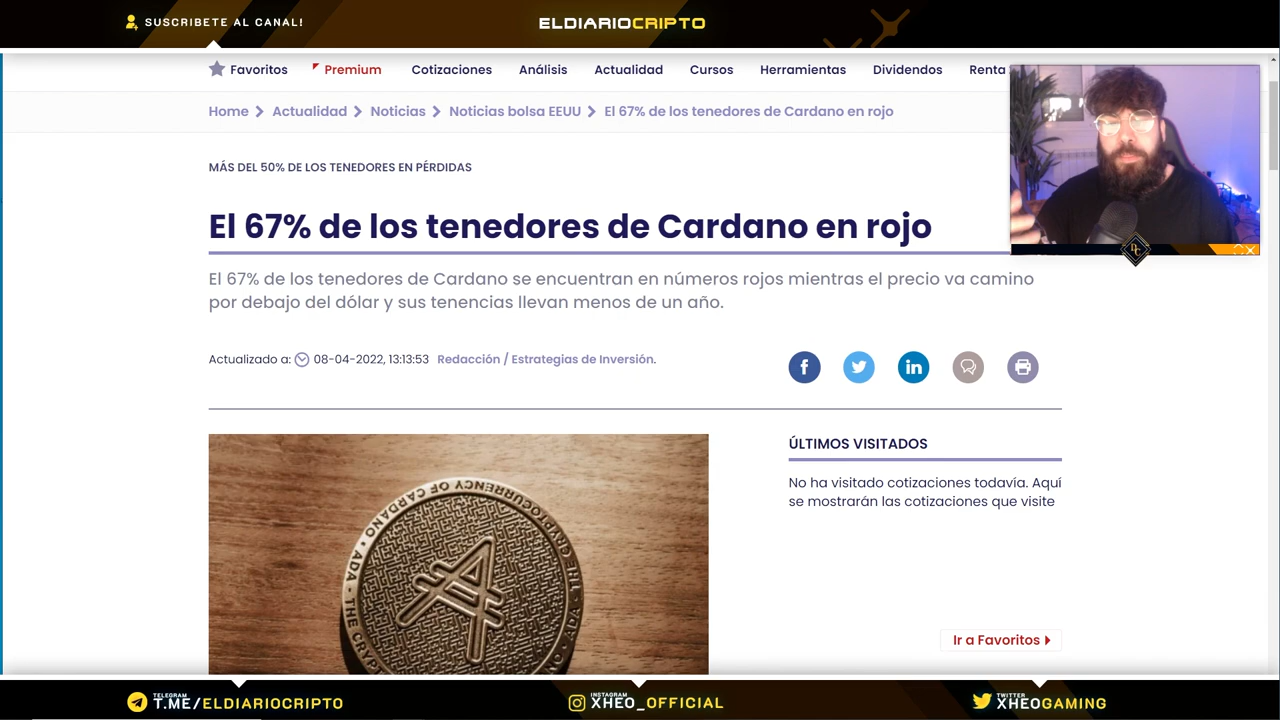 SUSCRIBETE AL CANAL!
ELDIARIOCRIPTO
Favoritos Premium Cotizaciones Análisis Actualidad Cursos Herramientas Dividendos Renta
Home Actualidad Noticias Noticias bolsa EEUU El 67% de los tenedores de Cardano en rojo
MÁS DEL 50% DE LOS TENEDORES EN PÉRDIDAS
El 67% de los tenedores de Cardano en rojo
El 67% de los tenedores de Cardano se encuentran en números rojos mientras el precio va camino
por debajo del dólar y sus tenencias llevan menos de un año.
Actualizado a: 08-04-2022, 13:13:53 Redacción / Estrategias de Inversión.
ÚLTIMOS VISITADOS
No ha visitado cotizaciones todavía. Aquí
se mostrarán las cotizaciones que visite
CRYPTOCURRENCY OF CARDANO • ADA • THE
Ir a Favoritos
TELEGRAM
T.ME/ELDIARIOCRIPTO
INSTAGRAM
XHEO_OFFICIAL
TWITTER
XHEOGAMING